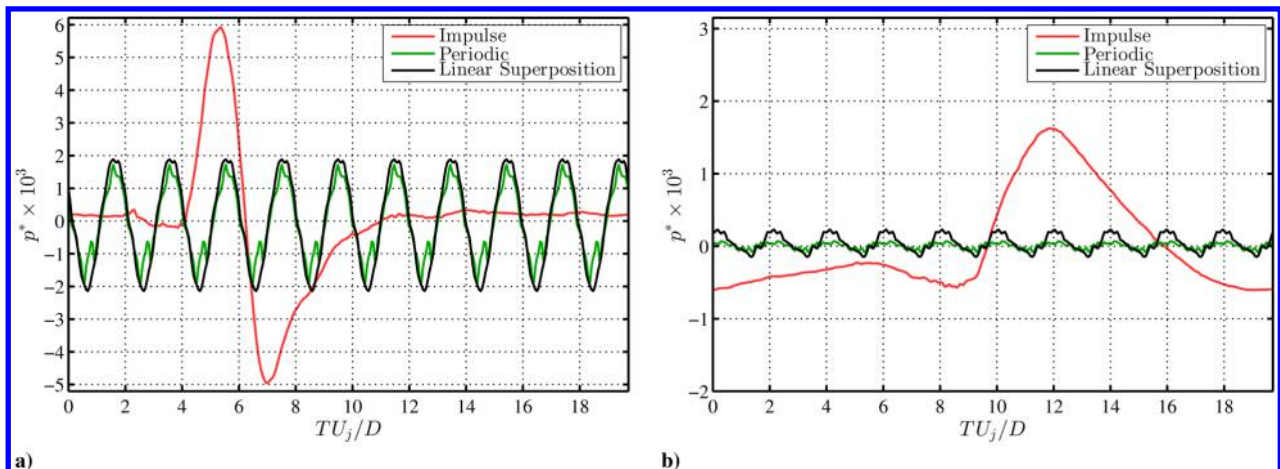 Impulse
Periodic
Linear Superposition
6
5
4
3
2
1
0
−1
−2
−3
−4
−5
p* × 10³
0 2 4 6 8 10 12 14 16 18
TU_j/D
a)
Impulse
Periodic
Linear Superposition
3
2
1
0
−1
−2
p* × 10³
0 2 4 6 8 10 12 14 16 18
TU_j/D
b)